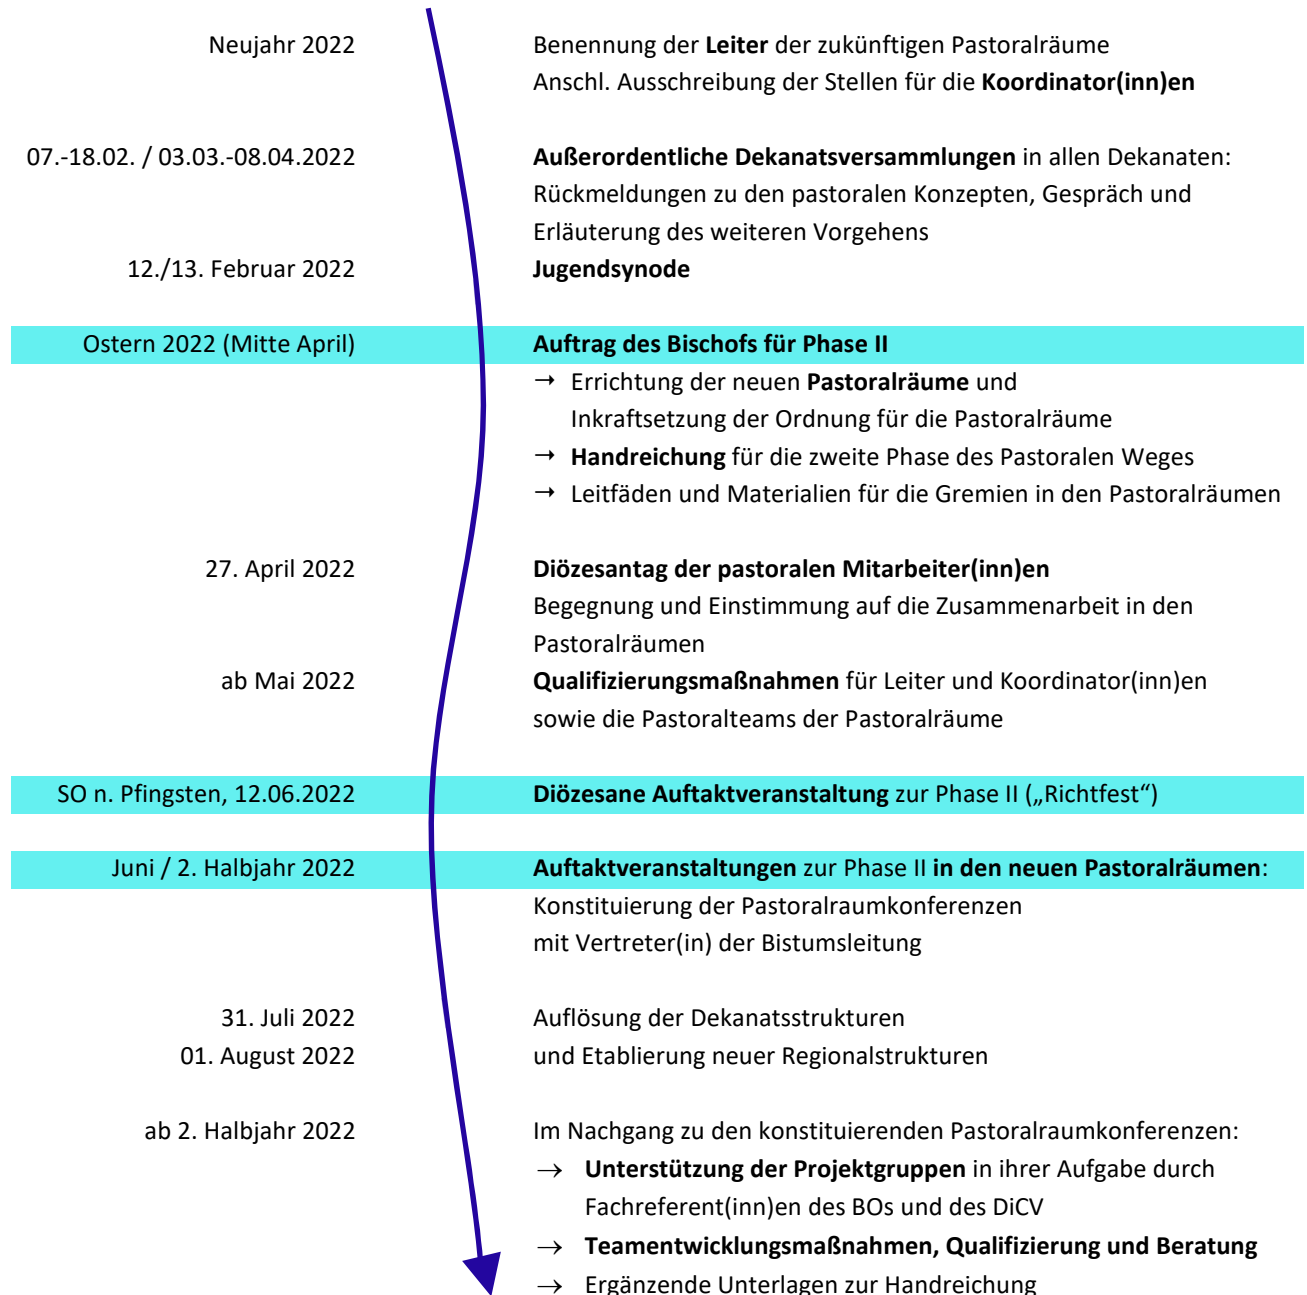 Neujahr 2022 Benennung der Leiter der zukünftigen Pastoralräume
Anschl. Ausschreibung der Stellen für die Koordinator(inn)en
07.-18.02. / 03.03.-08.04.2022 Außerordentliche Dekanatsversammlungen in allen Dekanaten:
Rückmeldungen zu den pastoralen Konzepten, Gespräch und
Erläuterung des weiteren Vorgehens
12./13. Februar 2022 Jugendsynode
Ostern 2022 (Mitte April) Auftrag des Bischofs für Phase II
→ Errichtung der neuen Pastoralräume und
Inkraftsetzung der Ordnung für die Pastoralräume
→ Handreichung für die zweite Phase des Pastoralen Weges
→ Leitfäden und Materialien für die Gremien in den Pastoralräumen
27. April 2022 Diözesantag der pastoralen Mitarbeiter(inn)en
Begegnung und Einstimmung auf die Zusammenarbeit in den
Pastoralräumen
ab Mai 2022 Qualifizierungsmaßnahmen für Leiter und Koordinator(inn)en
sowie die Pastoralteams der Pastoralräume
SO n. Pfingsten, 12.06.2022 Diözesane Auftaktveranstaltung zur Phase II („Richtfest“)
Juni / 2. Halbjahr 2022 Auftaktveranstaltungen zur Phase II in den neuen Pastoralräumen:
Konstituierung der Pastoralraumkonferenzen
mit Vertreter(in) der Bistumsleitung
31. Juli 2022 Auflösung der Dekanatsstrukturen
01. August 2022 und Etablierung neuer Regionalstrukturen
ab 2. Halbjahr 2022 Im Nachgang zu den konstituierenden Pastoralraumkonferenzen:
→ Unterstützung der Projektgruppen in ihrer Aufgabe durch
Fachreferent(inn)en des BOs und des DiCV
→ Teamentwicklungsmaßnahmen, Qualifizierung und Beratung
→ Ergänzende Unterlagen zur Handreichung